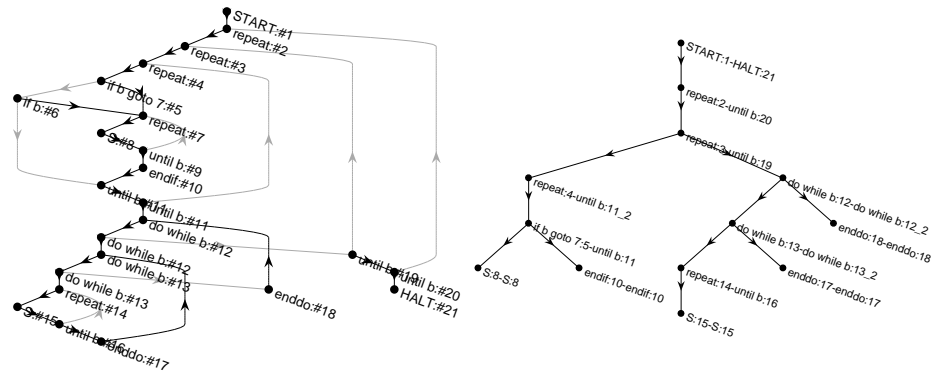 START:#1
repeat:#2
repeat:#3
repeat:#4
if b goto 7:#5
if b:#6
repeat:#7
S:#8
until b:#9
endif:#10
until b:#11
until b:#11
do while b:#12
do while b:#12
do while b:#13
do while b:#13
repeat:#14
S:#15
until b:#16
enddo:#17
enddo:#18
until b:#19
until b:#20
HALT:#21
START:1-HALT:21
repeat:2-until b:20
repeat:3-until b:19
repeat:4-until b:11_2
do while b:12-do while b:12_2
if b goto 7:5-until b:11
do while b:13-do while b:13_2
enddo:18-enddo:18
S:8-S:8
endif:10-endif:10
repeat:14-until b:16
enddo:17-enddo:17
S:15-S:15